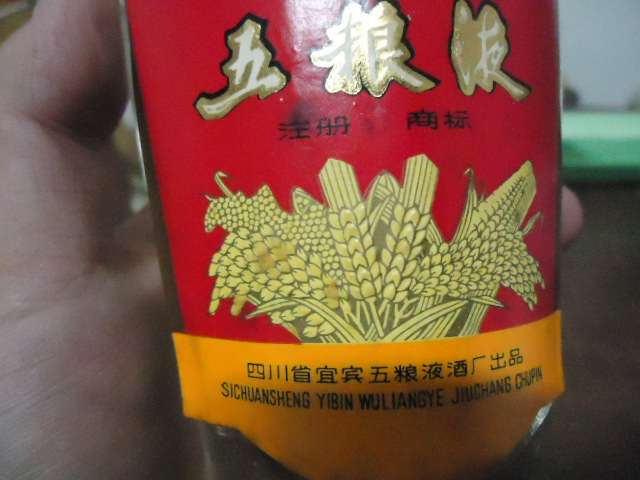 五粮液
注册 商标
四川省宜宾五粮液酒厂出品
SICHUANSHENG YIBIN WULIANGYE JIUCHANG CHUPIN